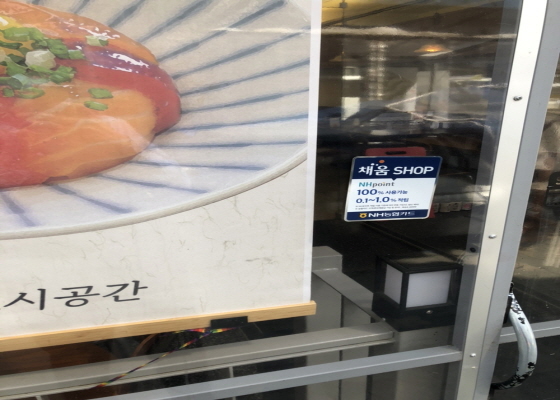 채움 SHOP
NHpoint
100% 사용가능
0.1~1.0% 적립
NH농협카드
시공간